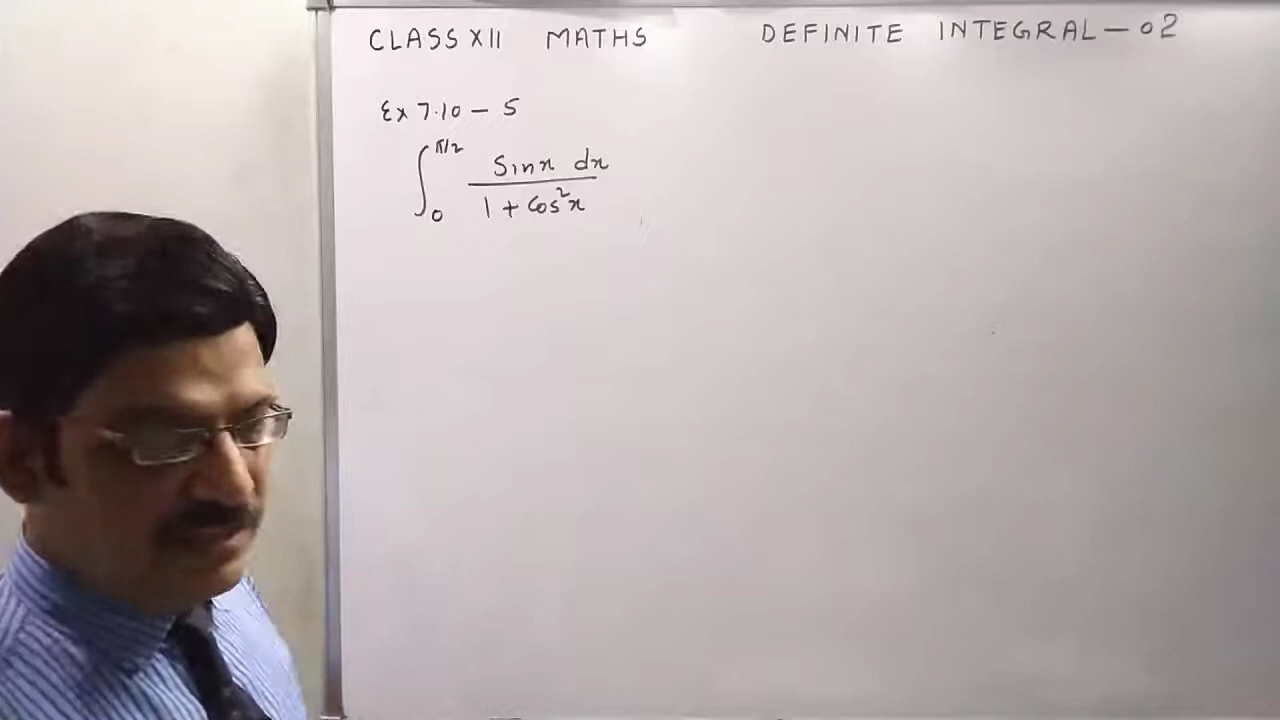 CLASS XII MATHS DEFINITE INTEGRAL - 02
Ex 7.10 - 5
∫₀^{π/2} Sinx dx / 1 + Cos²x